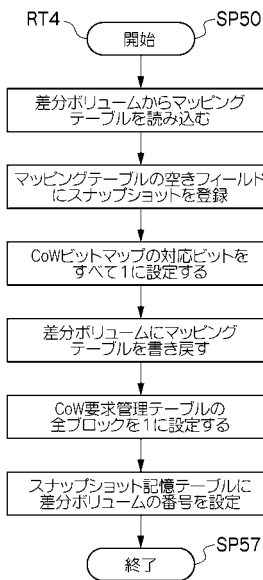 RT4
開始
SP50
差分ボリュームからマッピング
テーブルを読み込む
マッピングテーブルの空きフィールド
にスナップショットを登録
CoWビットマップの対応ビットを
すべて1に設定する
差分ボリュームにマッピング
テーブルを書き戻す
CoW要求管理テーブルの
全ブロックを1に設定する
スナップショット記憶テーブルに
差分ボリュームの番号を設定
SP57
終了